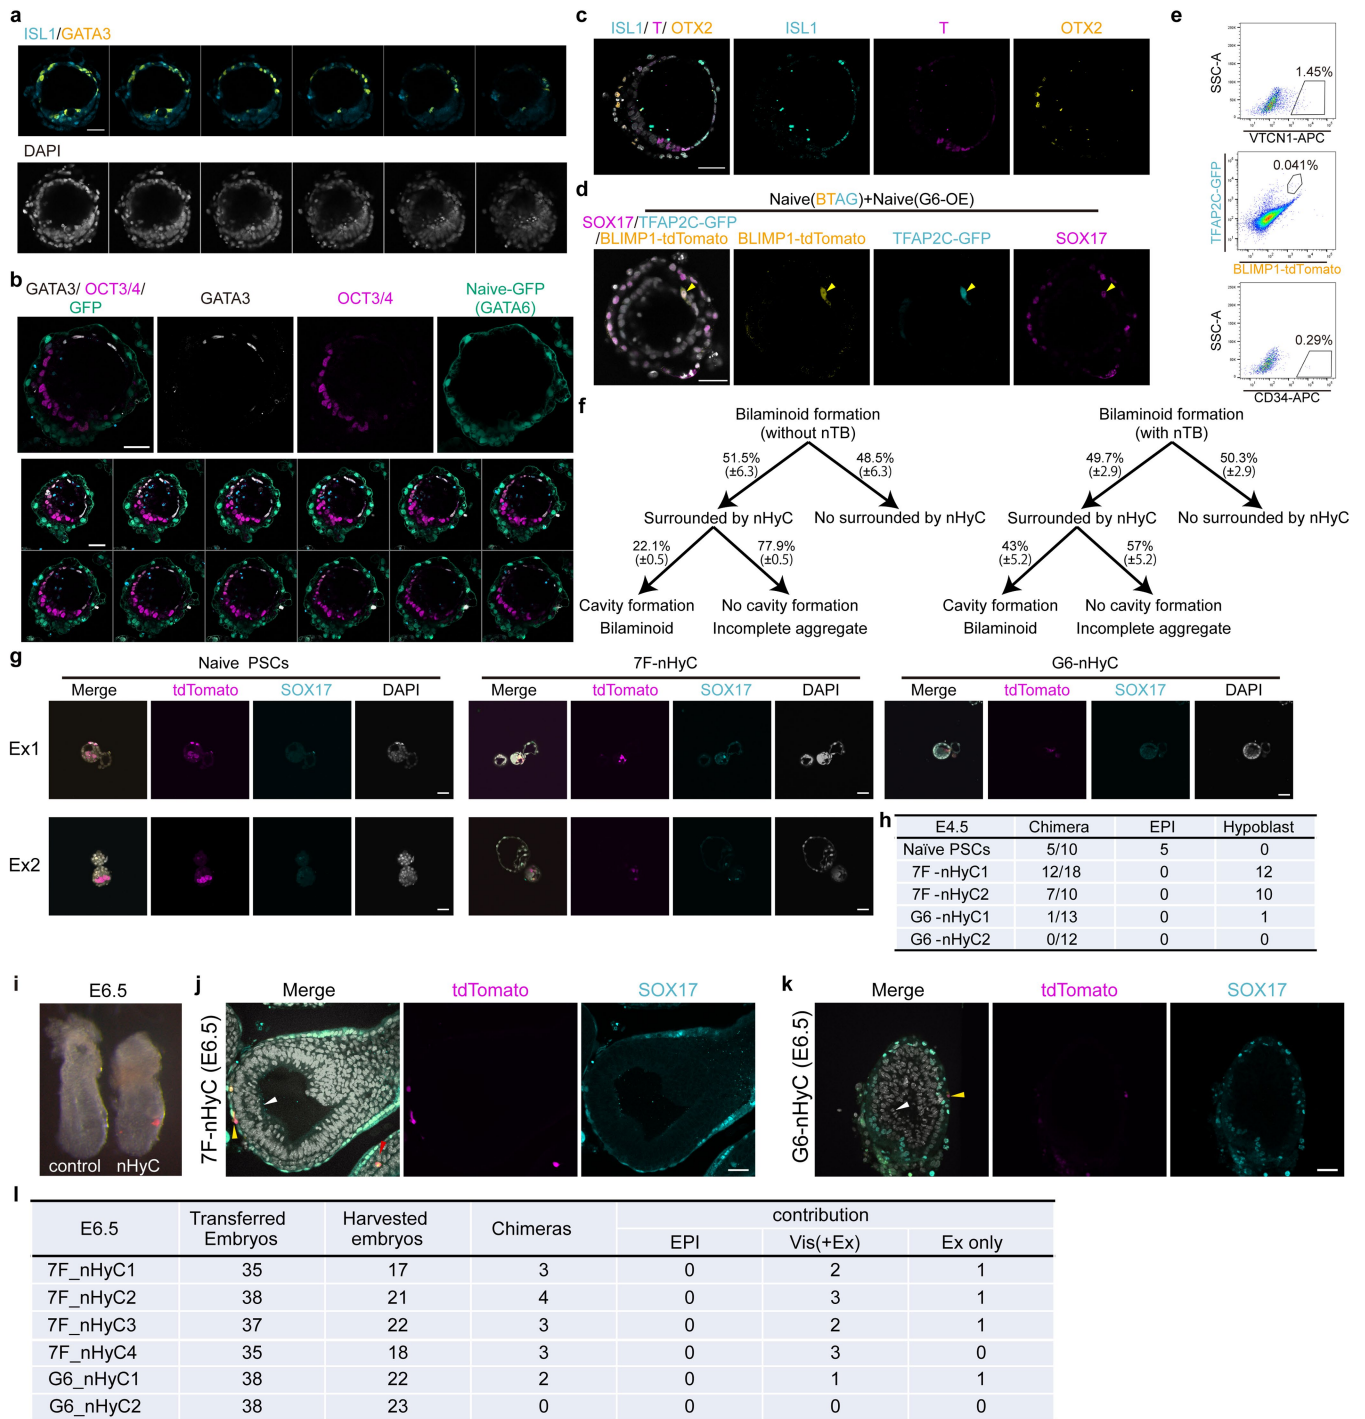 a
ISL1/GATA3
DAPI
b
GATA3/ OCT3/4/
GFP
GATA3
OCT3/4
Naive-GFP
(GATA6)
c
ISL1/ T/ OTX2
ISL1
T
OTX2
d
Naive(BTAG)+Naive(G6-OE)
SOX17/TFAP2C-GFP
/BLIMP1-tdTomato
BLIMP1-tdTomato
TFAP2C-GFP
SOX17
e
SSC-A
1.45%
VTCN1-APC
TFAP2C-GFP
0.041%
BLIMP1-tdTomato
SSC-A
0.29%
CD34-APC
f
Bilaminoid formation
(without nTB)
51.5%
(±6.3)
48.5%
(±6.3)
Surrounded by nHyC
No surrounded by nHyC
22.1%
(±0.5)
77.9%
(±0.5)
Cavity formation
Bilaminoid
No cavity formation
Incomplete aggregate
Bilaminoid formation
(with nTB)
49.7%
(±2.9)
50.3%
(±2.9)
Surrounded by nHyC
No surrounded by nHyC
43%
(±5.2)
57%
(±5.2)
Cavity formation
Bilaminoid
No cavity formation
Incomplete aggregate
g
Naive PSCs
7F-nHyC
G6-nHyC
Merge tdTomato SOX17 DAPI
Merge tdTomato SOX17 DAPI
Merge tdTomato SOX17 DAPI
Ex1
Ex2
h
E4.5 Chimera EPI Hypoblast
Naïve PSCs 5/10 5 0
7F -nHyC1 12/18 0 12
7F -nHyC2 7/10 0 10
G6 -nHyC1 1/13 0 1
G6 -nHyC2 0/12 0 0
i
E6.5
control nHyC
j
Merge tdTomato SOX17
7F-nHyC (E6.5)
k
Merge tdTomato SOX17
G6-nHyC (E6.5)
l
E6.5 Transferred Embryos Harvested embryos Chimeras contribution
EPI Vis(+Ex) Ex only
7F_nHyC1 35 17 3 0 2 1
7F_nHyC2 38 21 4 0 3 1
7F_nHyC3 37 22 3 0 2 1
7F_nHyC4 35 18 3 0 3 0
G6_nHyC1 38 22 2 0 1 1
G6_nHyC2 38 23 0 0 0 0